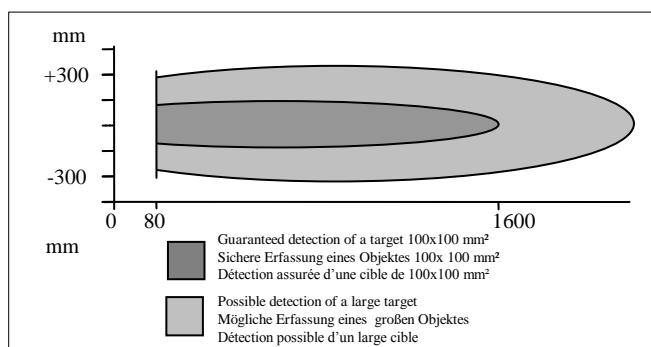 mm
+300
-300
0 80 1600
mm
Guaranteed detection of a target 100x100 mm²
Sichere Erfassung eines Objektes 100x 100 mm²
Détection assurée d'une cible de 100x100 mm²
Possible detection of a large target
Mögliche Erfassung eines großen Objektes
Détection possible d'un large cible